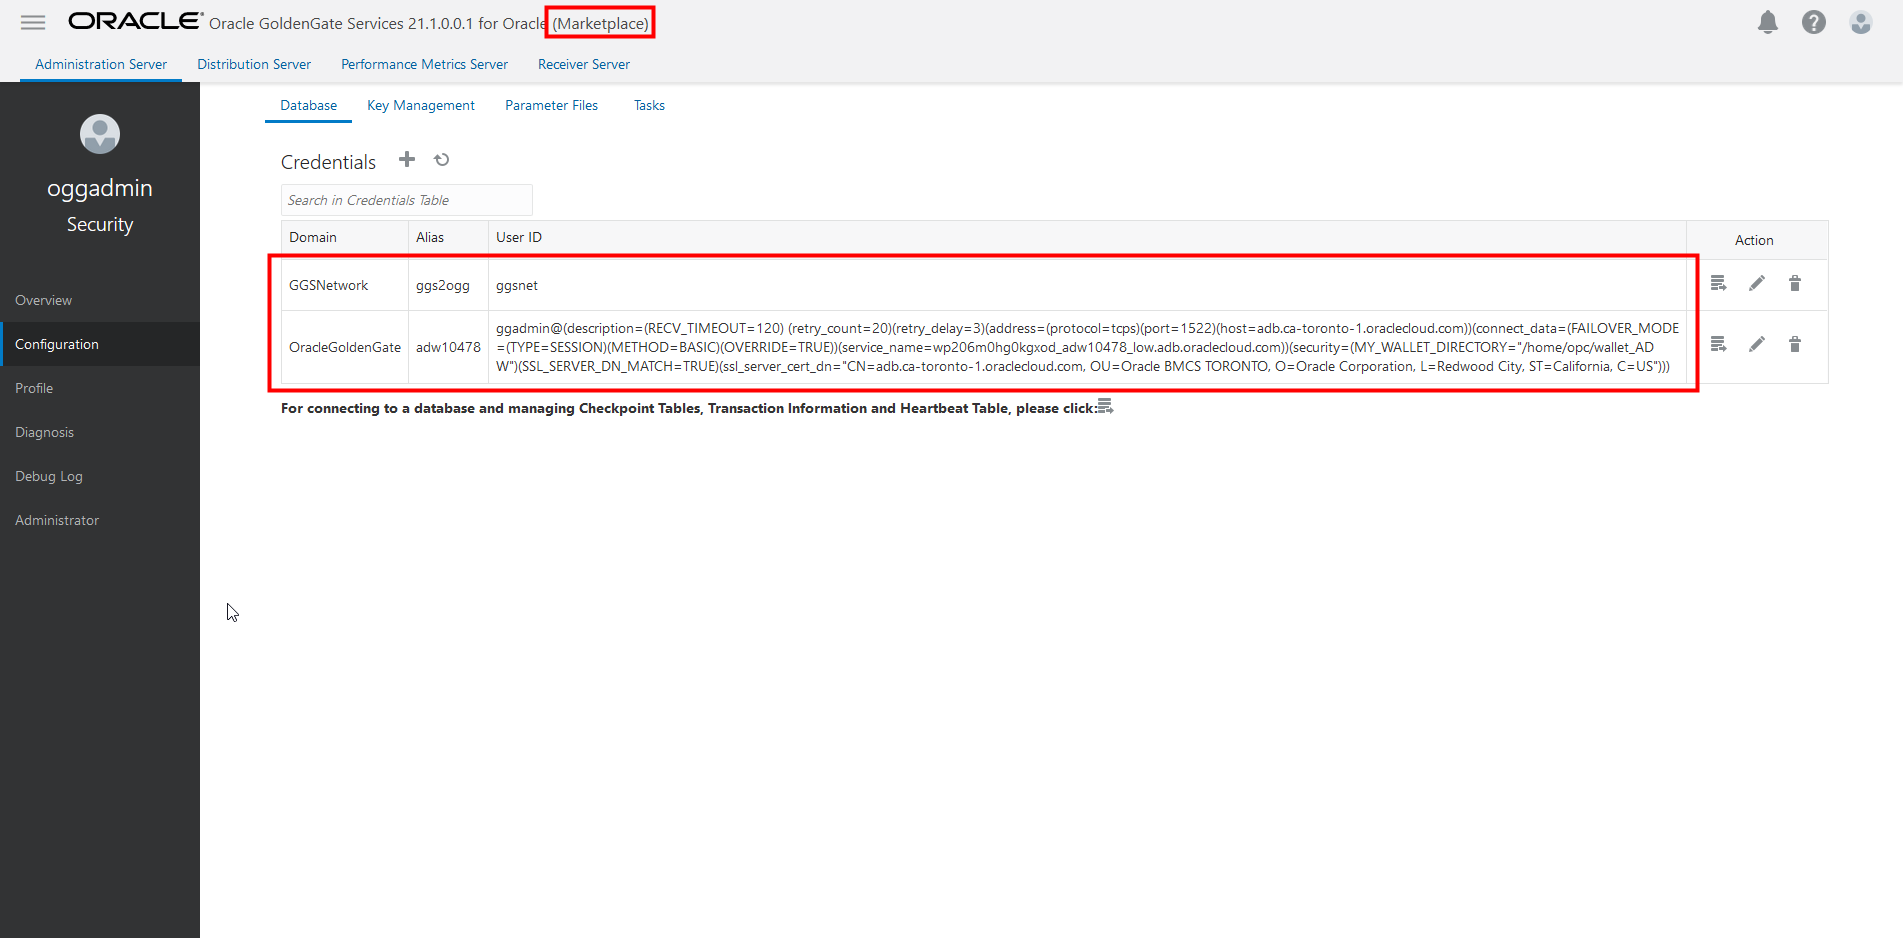 ORACLE Oracle GoldenGate Services 21.1.0.0.1 for Oracle (Marketplace)
Administration Server Distribution Server Performance Metrics Server Receiver Server
oggadmin
Security
Overview
Configuration
Profile
Diagnosis
Debug Log
Administrator
Database Key Management Parameter Files Tasks
Credentials
Search in Credentials Table
Domain Alias User ID Action
GGSNetwork ggs2ogg ggsnet
OracleGoldenGate adw10478 ggadmin@(description=(RECV_TIMEOUT=120) (retry_count=20)(retry_delay=3)(address=(protocol=tcps)(port=1522)(host=adb.ca-toronto-1.oraclecloud.com))(connect_data=(FAILOVER_MODE
=(TYPE=SESSION)(METHOD=BASIC)(OVERRIDE=TRUE))(service_name=wp206m0hg0kgxod_adw10478_low.adb.oraclecloud.com))(security=(MY_WALLET_DIRECTORY="/home/opc/wallet_AD
W")(SSL_SERVER_DN_MATCH=TRUE)(ssl_server_cert_dn="CN=adb.ca-toronto-1.oraclecloud.com, OU=Oracle BMCS TORONTO, O=Oracle Corporation, L=Redwood City, ST=California, C=US")))
For connecting to a database and managing Checkpoint Tables, Transaction Information and Heartbeat Table, please click: